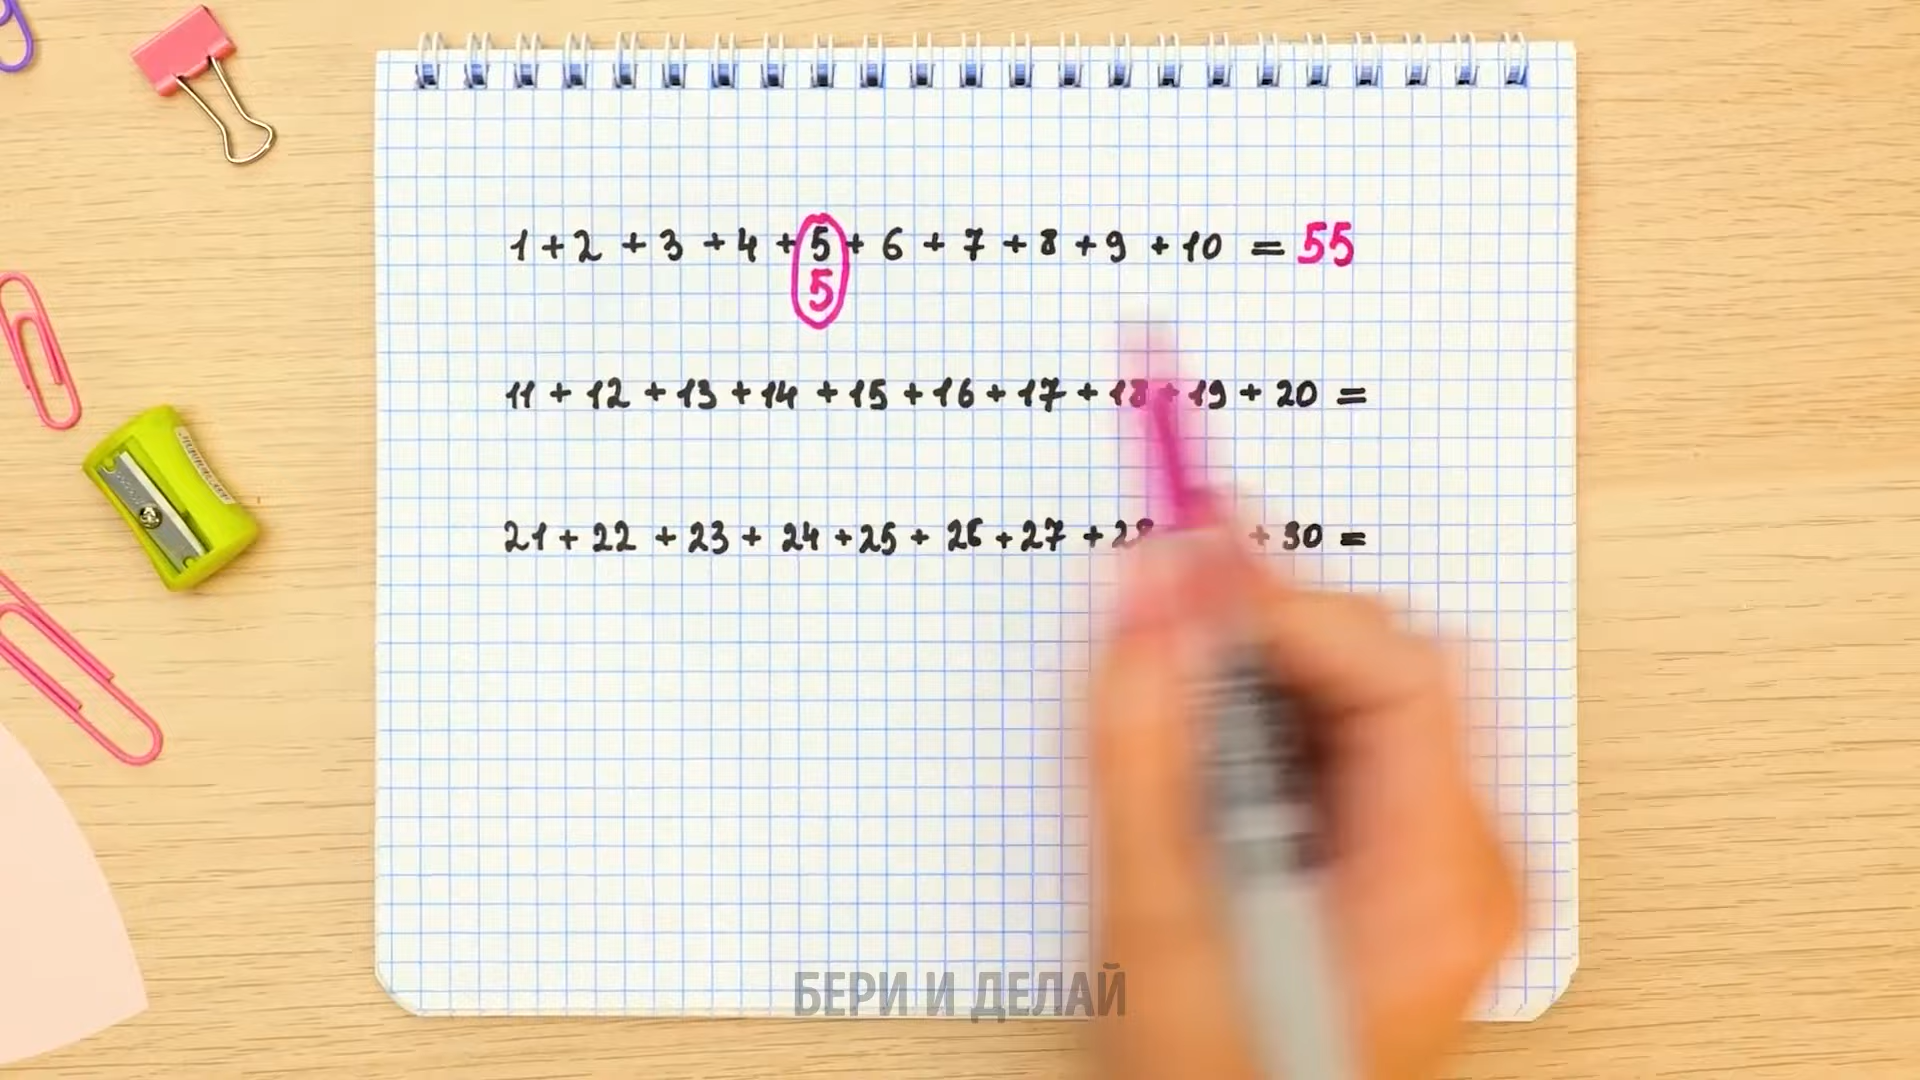 1 + 2 + 3 + 4 + 5 + 6 + 7 + 8 + 9 + 10 = 55
5
11 + 12 + 13 + 14 + 15 + 16 + 17 + 18 + 19 + 20 =
21 + 22 + 23 + 24 + 25 + 26 + 27 + 28 + 30 =
БЕРИ И ДЕЛАЙ